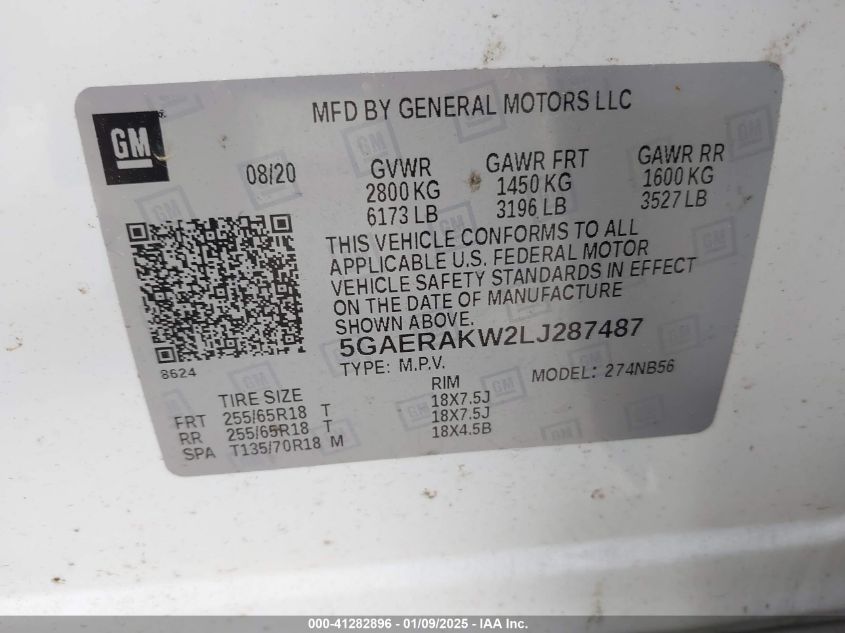 MFD BY GENERAL MOTORS LLC
GM
08/20
GVWR
2800 KG
6173 LB
GAWR FRT
1450 KG
3196 LB
GAWR RR
1600 KG
3527 LB
THIS VEHICLE CONFORMS TO ALL
APPLICABLE U.S. FEDERAL MOTOR
VEHICLE SAFETY STANDARDS IN EFFECT
ON THE DATE OF MANUFACTURE
SHOWN ABOVE.
8624
5GAERAKW2LJ287487
TYPE: M.P.V.
MODEL: 274NB56
TIRE SIZE RIM
FRT 255/65R18 T 18X7.5J
RR 255/65R18 T 18X7.5J
SPA T135/70R18 M 18X4.5B
000-41282896 - 01/09/2025 - IAA Inc.